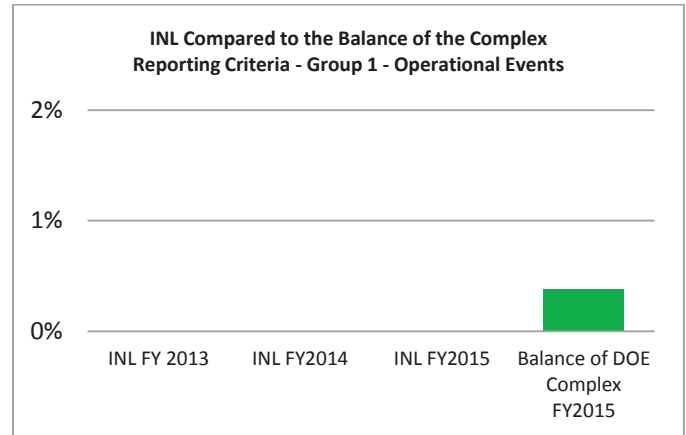 INL Compared to the Balance of the Complex
Reporting Criteria - Group 1 - Operational Events
2%
1%
0%
INL FY 2013
INL FY2014
INL FY2015
Balance of DOE
Complex
FY2015